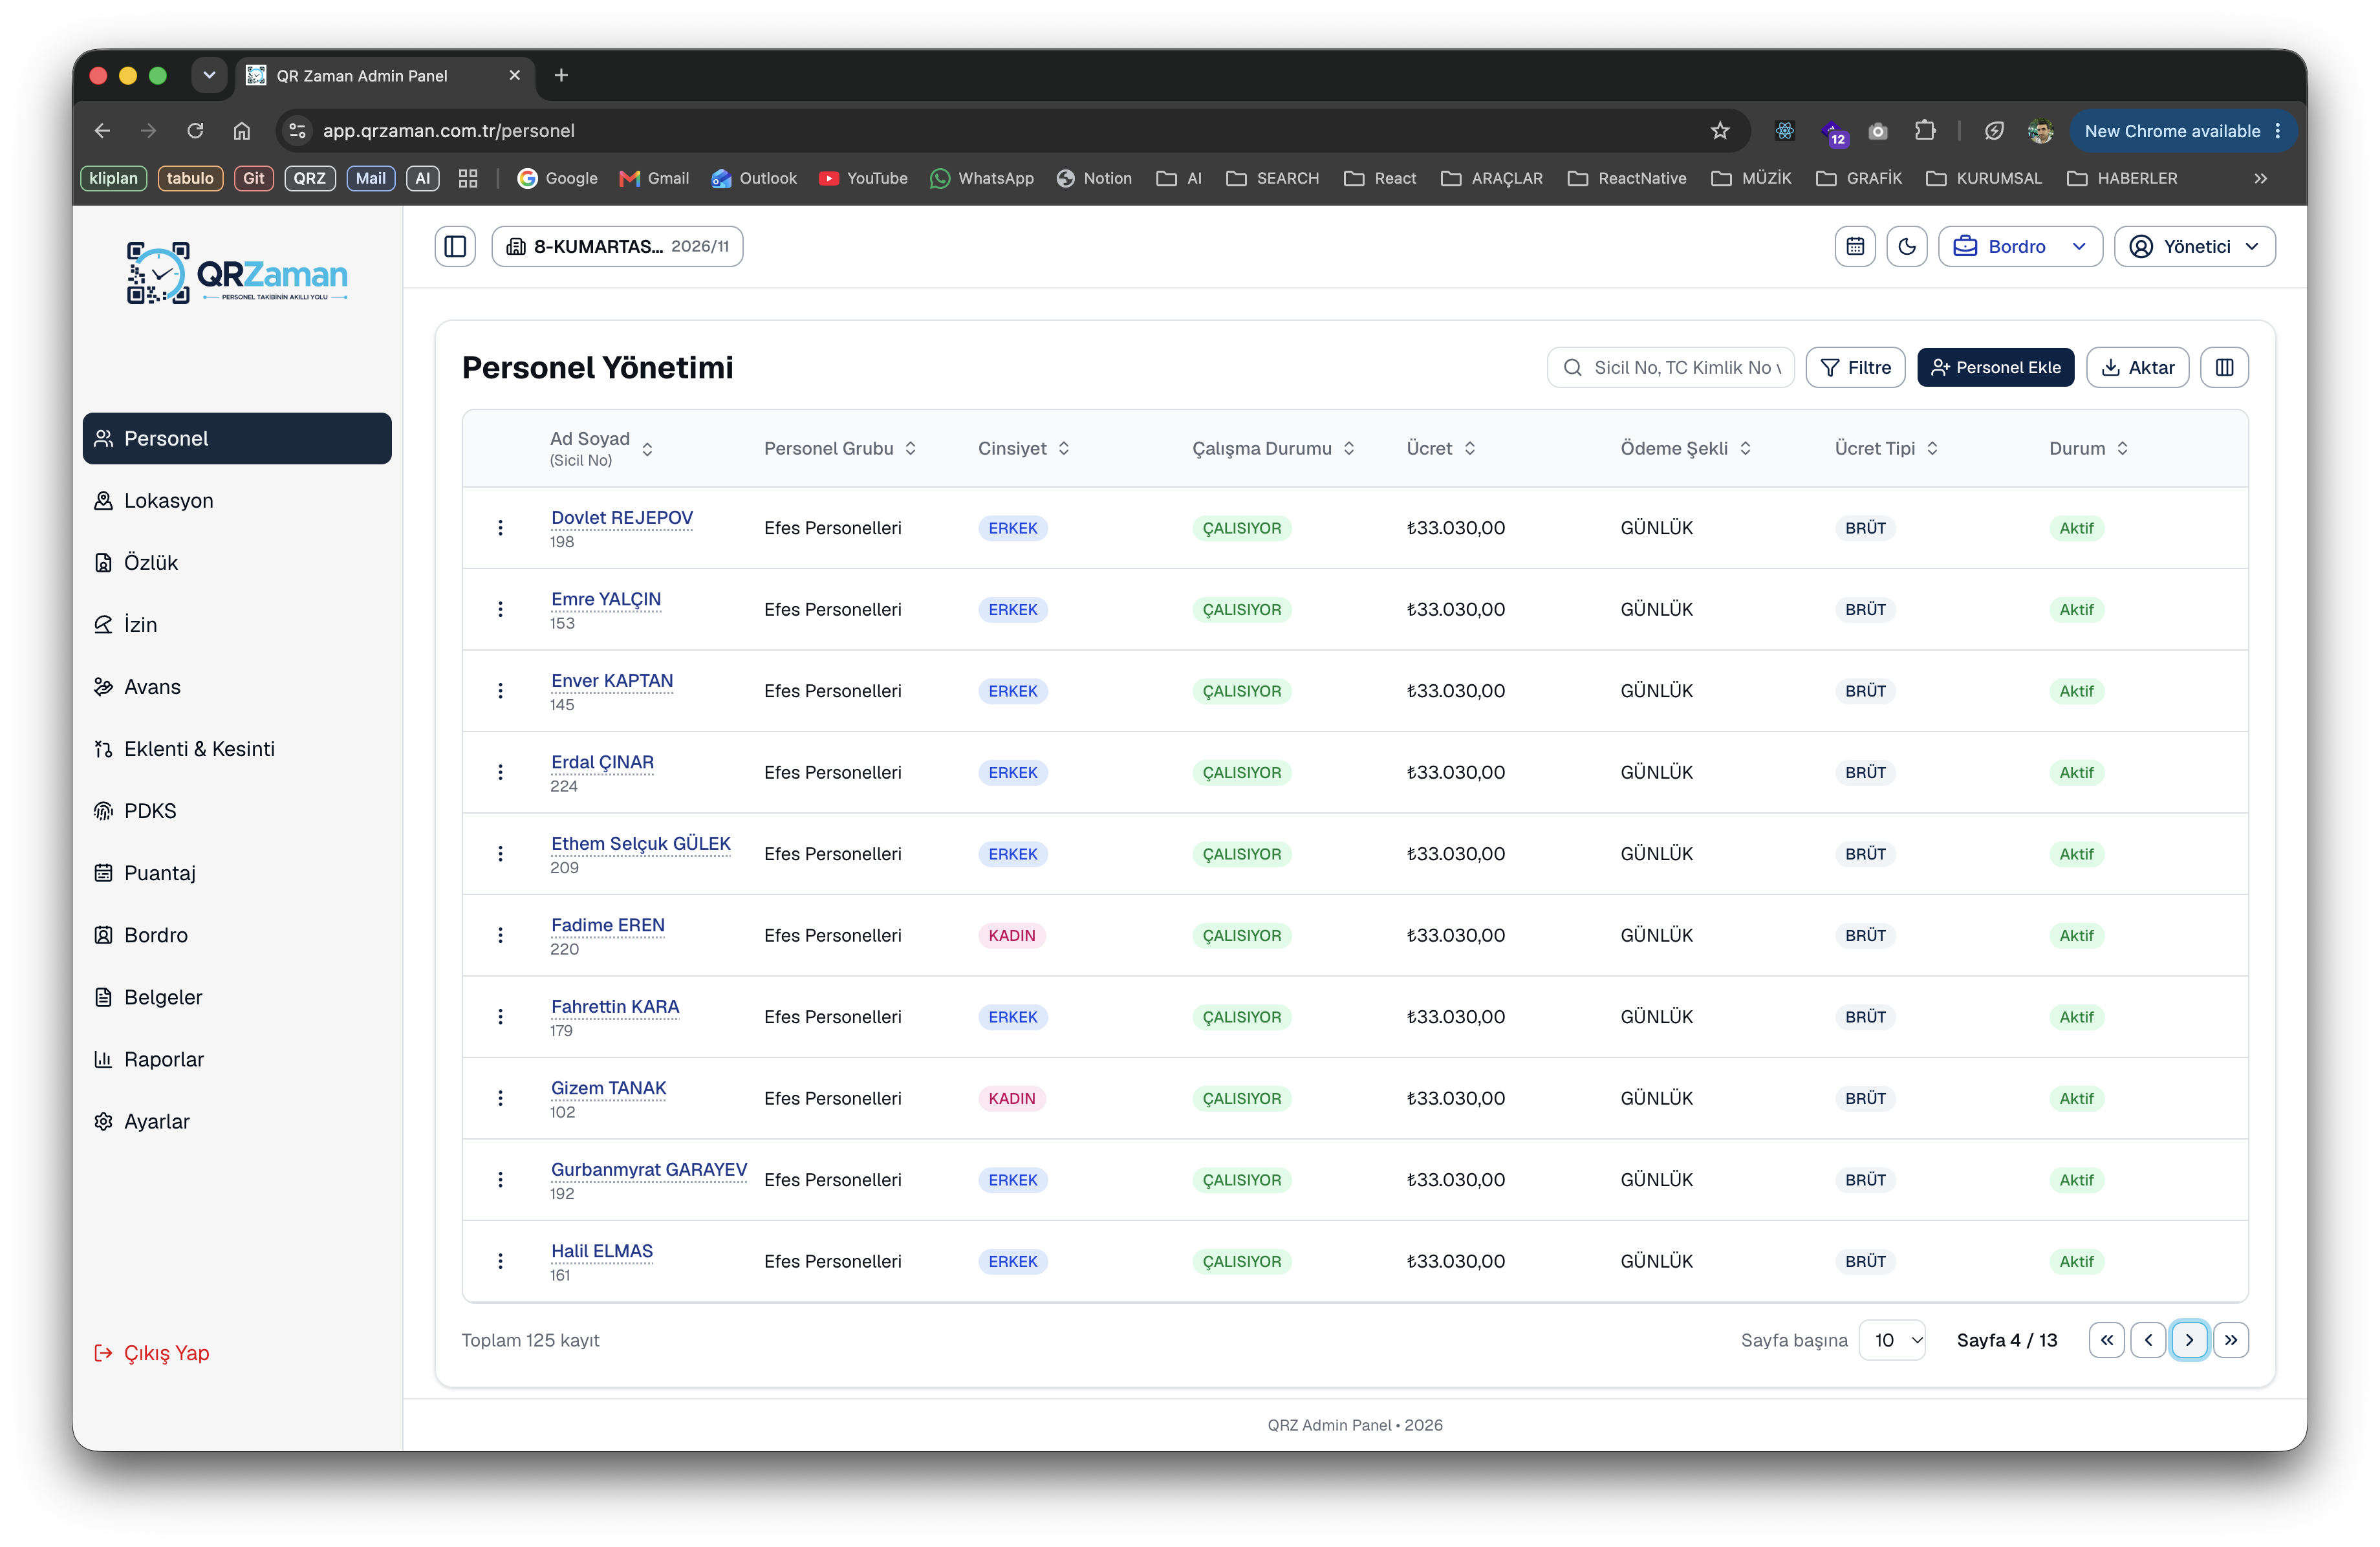 QR Zaman Admin Panel
app.qrzaman.com.tr/personel
12
New Chrome available
kliplan tabulo Git QRZ Mail AI Google Gmail Outlook YouTube WhatsApp Notion AI SEARCH React ARAÇLAR ReactNative MÜZİK GRAFİK KURUMSAL HABERLER
QRZaman
PERSONEL TAKİBİNİN AKILLI YOLU
8-KUMARTAS... 2026/11
Bordro
Yönetici
Personel
Lokasyon
Özlük
İzin
Avans
Eklenti & Kesinti
PDKS
Puantaj
Bordro
Belgeler
Raporlar
Ayarlar
Çıkış Yap
Personel Yönetimi
Sicil No, TC Kimlik No
Filtre
Personel Ekle
Aktar
Ad Soyad (Sicil No) Personel Grubu Cinsiyet Çalışma Durumu Ücret Ödeme Şekli Ücret Tipi Durum
Dovlet REJEPOV 198 Efes Personelleri ERKEK ÇALISIYOR ₺33.030,00 GÜNLÜK BRÜT Aktif
Emre YALÇIN 153 Efes Personelleri ERKEK ÇALISIYOR ₺33.030,00 GÜNLÜK BRÜT Aktif
Enver KAPTAN 145 Efes Personelleri ERKEK ÇALISIYOR ₺33.030,00 GÜNLÜK BRÜT Aktif
Erdal ÇINAR 224 Efes Personelleri ERKEK ÇALISIYOR ₺33.030,00 GÜNLÜK BRÜT Aktif
Ethem Selçuk GÜLEK 209 Efes Personelleri ERKEK ÇALISIYOR ₺33.030,00 GÜNLÜK BRÜT Aktif
Fadime EREN 220 Efes Personelleri KADIN ÇALISIYOR ₺33.030,00 GÜNLÜK BRÜT Aktif
Fahrettin KARA 179 Efes Personelleri ERKEK ÇALISIYOR ₺33.030,00 GÜNLÜK BRÜT Aktif
Gizem TANAK 102 Efes Personelleri KADIN ÇALISIYOR ₺33.030,00 GÜNLÜK BRÜT Aktif
Gurbanmyrat GARAYEV 192 Efes Personelleri ERKEK ÇALISIYOR ₺33.030,00 GÜNLÜK BRÜT Aktif
Halil ELMAS 161 Efes Personelleri ERKEK ÇALISIYOR ₺33.030,00 GÜNLÜK BRÜT Aktif
Toplam 125 kayıt
Sayfa başına 10 Sayfa 4 / 13
QRZ Admin Panel • 2026